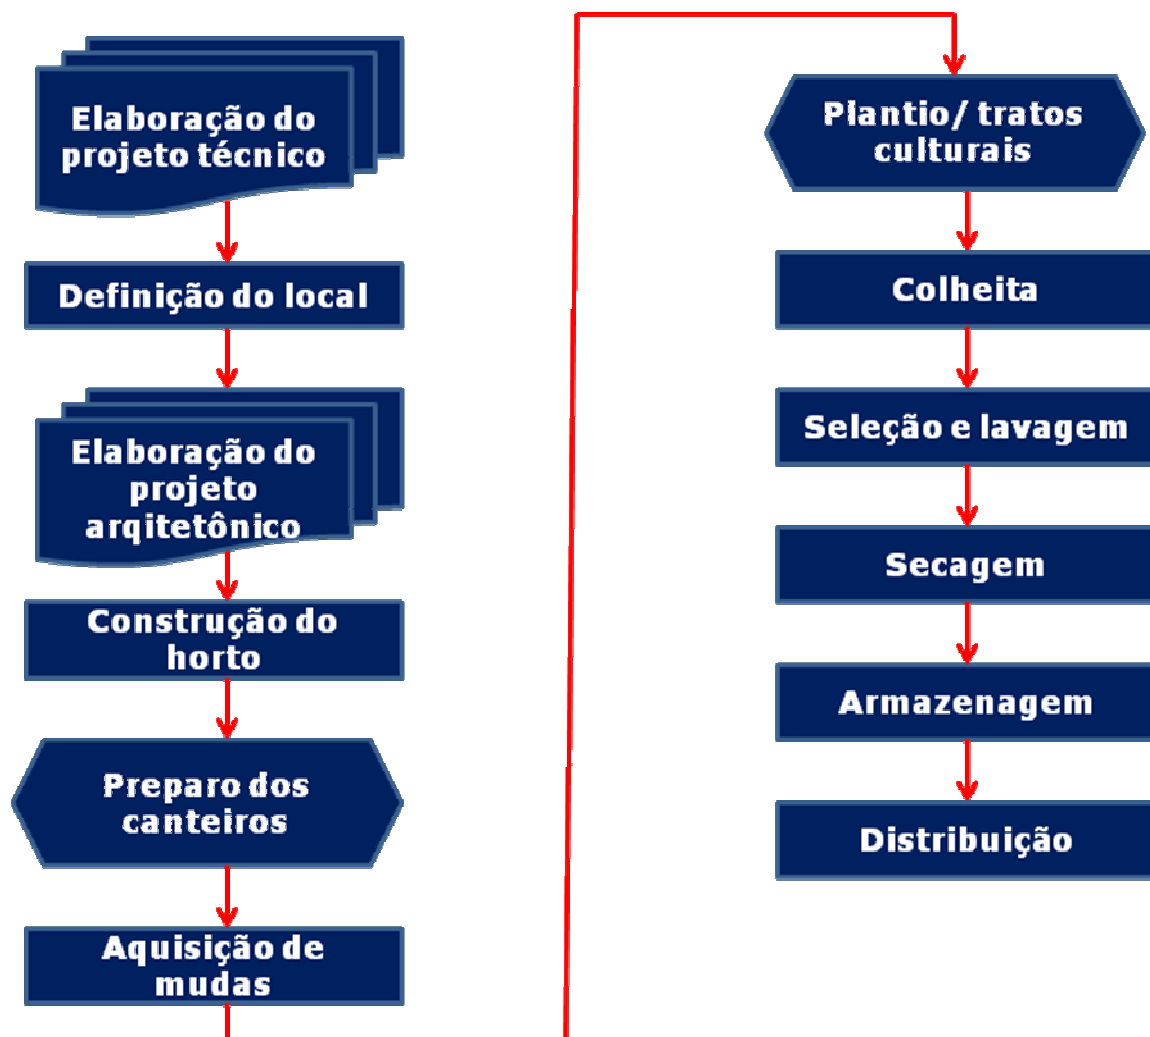 Elaboração do
projeto técnico
Definição do local
Elaboração do
projeto
arqitetônico
Construção do
horto
Preparo dos
canteiros
Aquisição de
mudas
Plantio/ tratos
culturais
Colheita
Seleção e lavagem
Secagem
Armazenagem
Distribuição